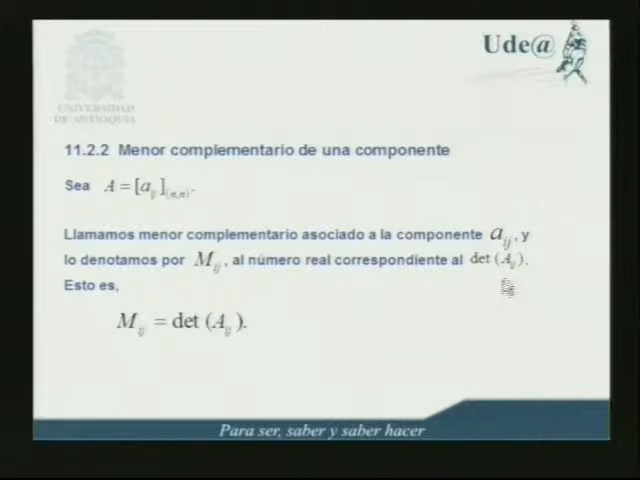 Ude@
UNIVERSIDAD
DE ANTIOQUIA
11.2.2 Menor complementario de una componente
Sea A = [a_ij]_(n,n).
Llamamos menor complementario asociado a la componente a_ij, y
lo denotamos por M_ij, al número real correspondiente al det (A_ij).
Esto es,
M_ij = det (A_ij).
Para ser, saber y saber hacer